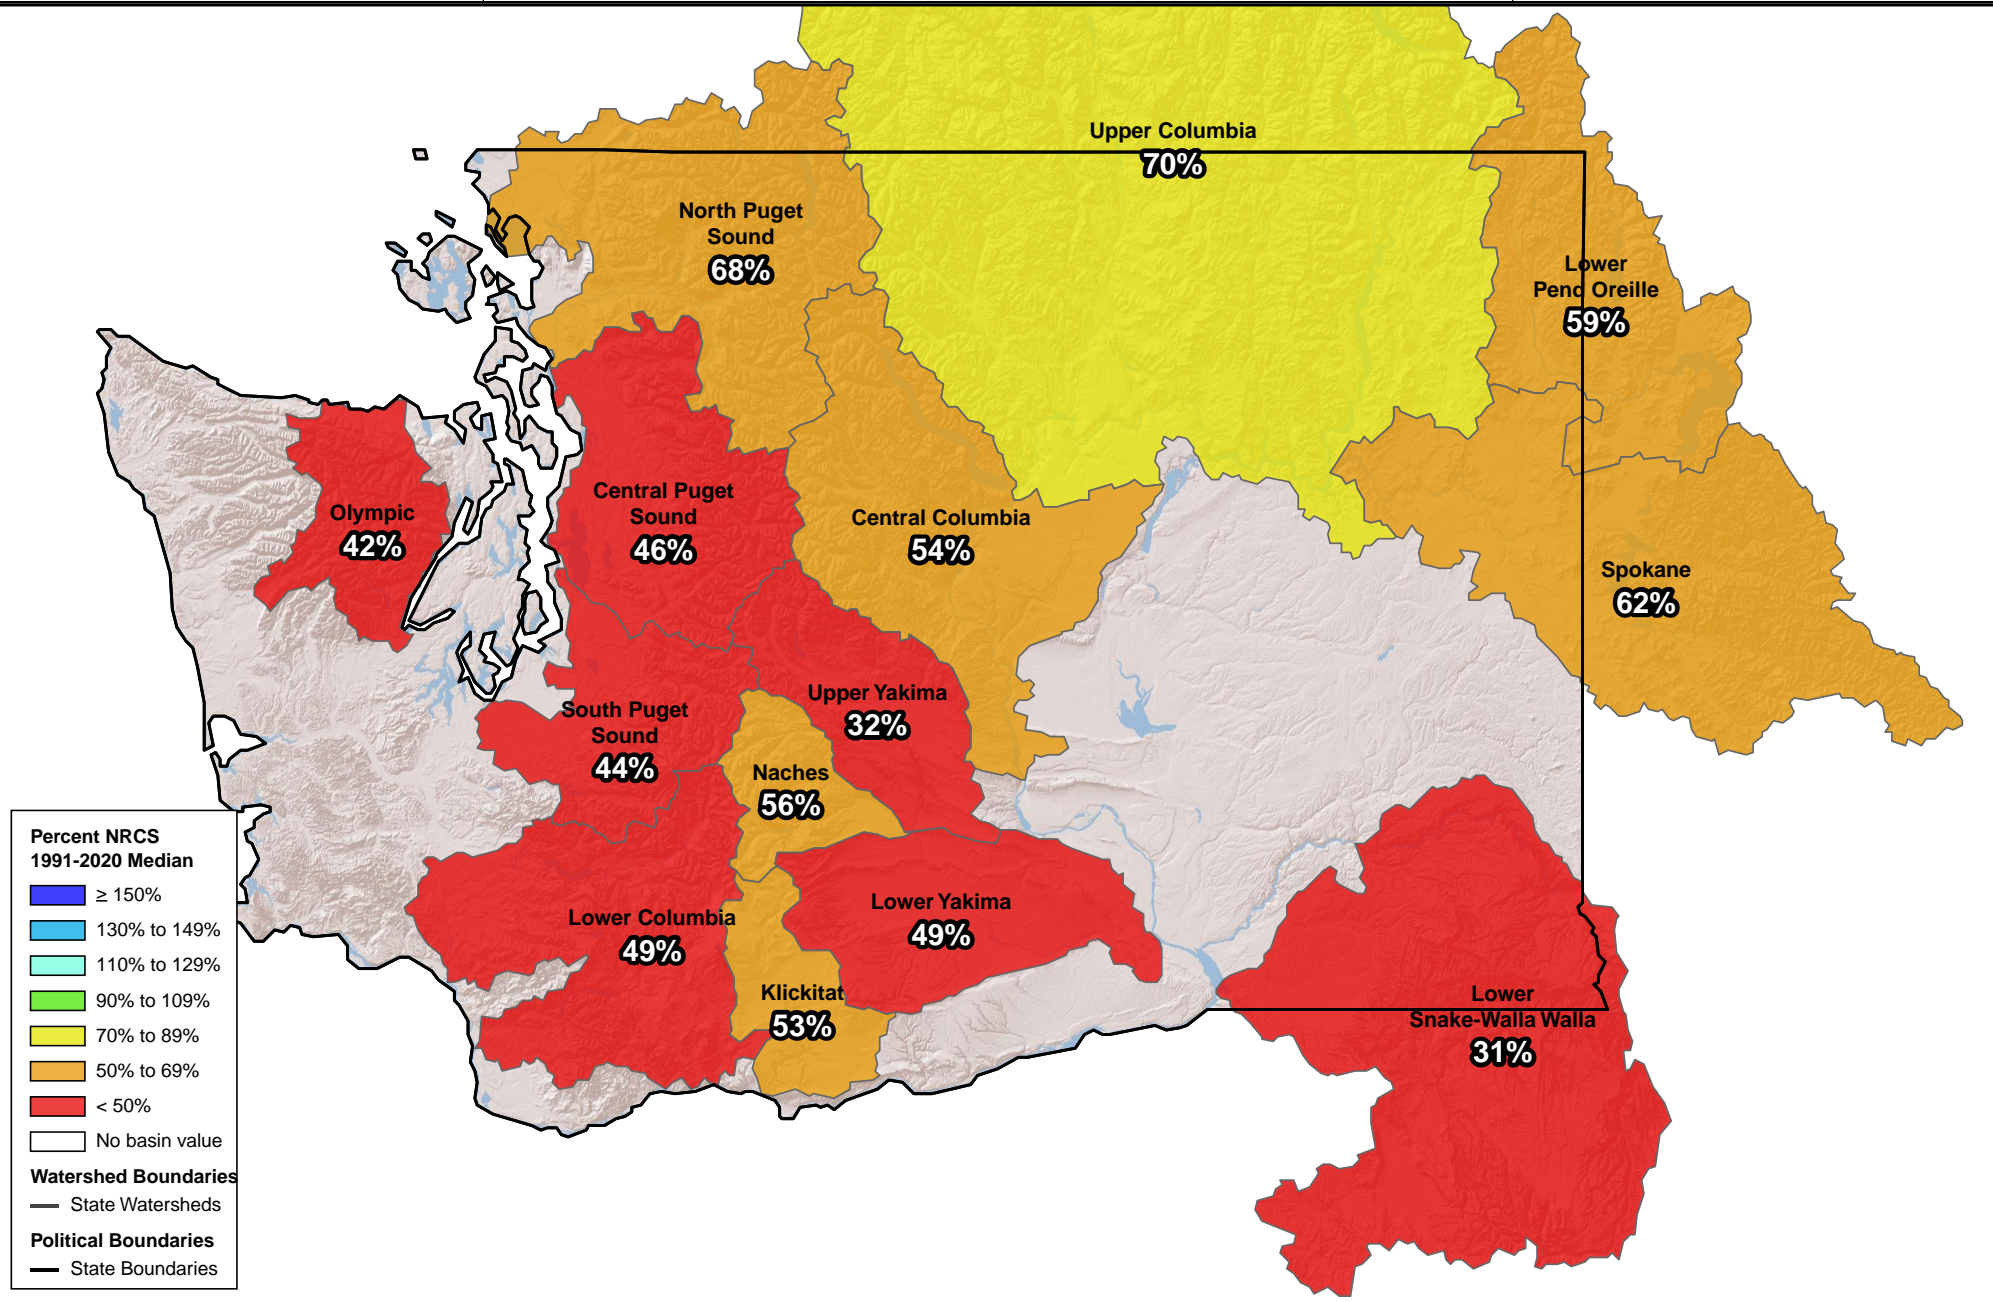 Upper Columbia
70%
North Puget
Sound
68%
Lower
Pend Oreille
59%
Central Puget
Sound
46%
Olympic
42%
Central Columbia
54%
Spokane
62%
Upper Yakima
32%
South Puget
Sound
44%
Naches
56%
Lower Columbia
49%
Lower Yakima
49%
Klickitat
53%
Lower
Snake-Walla Walla
31%
Percent NRCS
1991-2020 Median
≥ 150%
130% to 149%
110% to 129%
90% to 109%
70% to 89%
50% to 69%
< 50%
No basin value
Watershed Boundaries
State Watersheds
Political Boundaries
State Boundaries